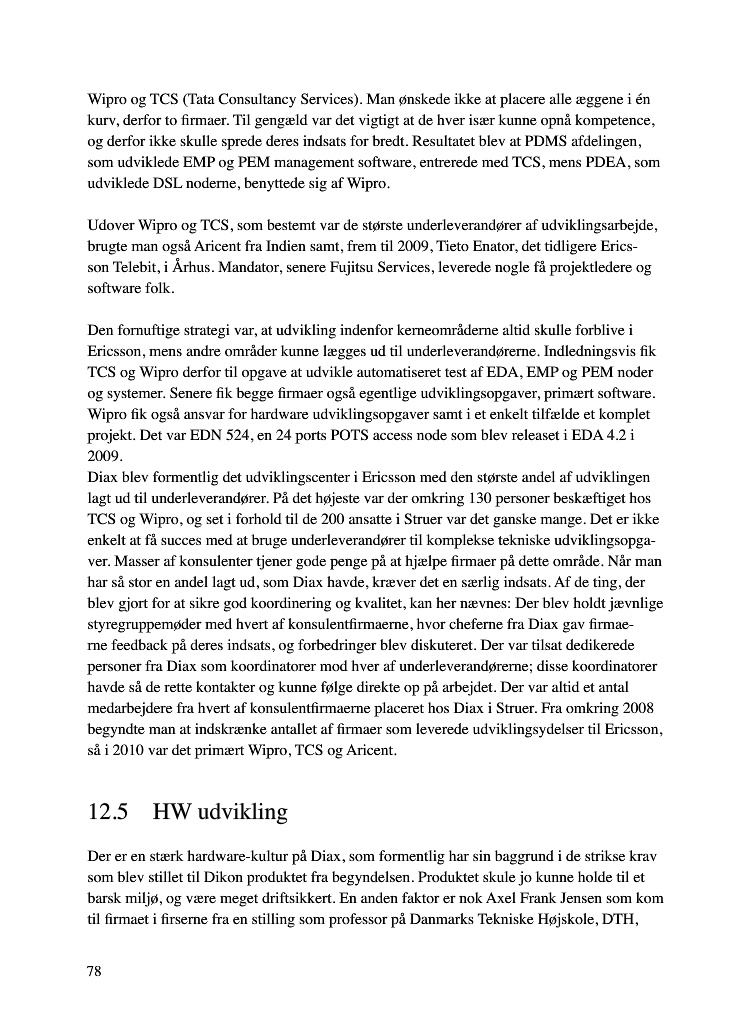 Wipro og TCS (Tata Consultancy Services). Man ønskede ikke at placere alle æggene i én
kurv, derfor to firmaer. Til gengæld var det vigtigt at de hver især kunne opnå kompetence,
og derfor ikke skulle sprede deres indsats for bredt. Resultatet blev at PDMS afdelingen,
som udviklede EMP og PEM management software, entrerede med TCS, mens PDEA, som
udviklede DSL noderne, benyttede sig af Wipro.

Udover Wipro og TCS, som bestemt var de største underleverandører af udviklingsarbejde,
brugte man også Aricent fra Indien samt, frem til 2009, Tieto Enator, det tidligere Erics-
son Telebit, i Århus. Mandator, senere Fujitsu Services, leverede nogle få projektledere og
software folk.

Den fornuftige strategi var, at udvikling indenfor kerneområderne altid skulle forblive i
Ericsson, mens andre områder kunne lægges ud til underleverandørerne. Indledningsvis fik
TCS og Wipro derfor til opgave at udvikle automatiseret test af EDA, EMP og PEM noder
og systemer. Senere fik begge firmaer også egentlige udviklingsopgaver, primært software.
Wipro fik også ansvar for hardware udviklingsopgaver samt i et enkelt tilfælde et komplet
projekt. Det var EDN 524, en 24 ports POTS access node som blev releaset i EDA 4.2 i
2009.
Diax blev formentlig det udviklingscenter i Ericsson med den største andel af udviklingen
lagt ud til underleverandører. På det højeste var der omkring 130 personer beskæftiget hos
TCS og Wipro, og set i forhold til de 200 ansatte i Struer var det ganske mange. Det er ikke
enkelt at få succes med at bruge underleverandører til komplekse tekniske udviklingsopga-
ver. Masser af konsulenter tjener gode penge på at hjælpe firmaer på dette område. Når man
har så stor en andel lagt ud, som Diax havde, kræver det en særlig indsats. Af de ting, der
blev gjort for at sikre god koordinering og kvalitet, kan her nævnes: Der blev holdt jævnlige
styregruppemøder med hvert af konsulentfirmaerne, hvor cheferne fra Diax gav firmae-
rne feedback på deres indsats, og forbedringer blev diskuteret. Der var tilsat dedikerede
personer fra Diax som koordinatorer mod hver af underleverandørerne; disse koordinatorer
havde så de rette kontakter og kunne følge direkte op på arbejdet. Der var altid et antal
medarbejdere fra hvert af konsulentfirmaerne placeret hos Diax i Struer. Fra omkring 2008
begyndte man at indskrænke antallet af firmaer som leverede udviklingsydelser til Ericsson,
så i 2010 var det primært Wipro, TCS og Aricent.

12.5 HW udvikling

Der er en stærk hardware-kultur på Diax, som formentlig har sin baggrund i de strikse krav
som blev stillet til Dikon produktet fra begyndelsen. Produktet skule jo kunne holde til et
barsk miljø, og være meget driftsikkert. En anden faktor er nok Axel Frank Jensen som kom
til firmaet i firserne fra en stilling som professor på Danmarks Tekniske Højskole, DTH,

78